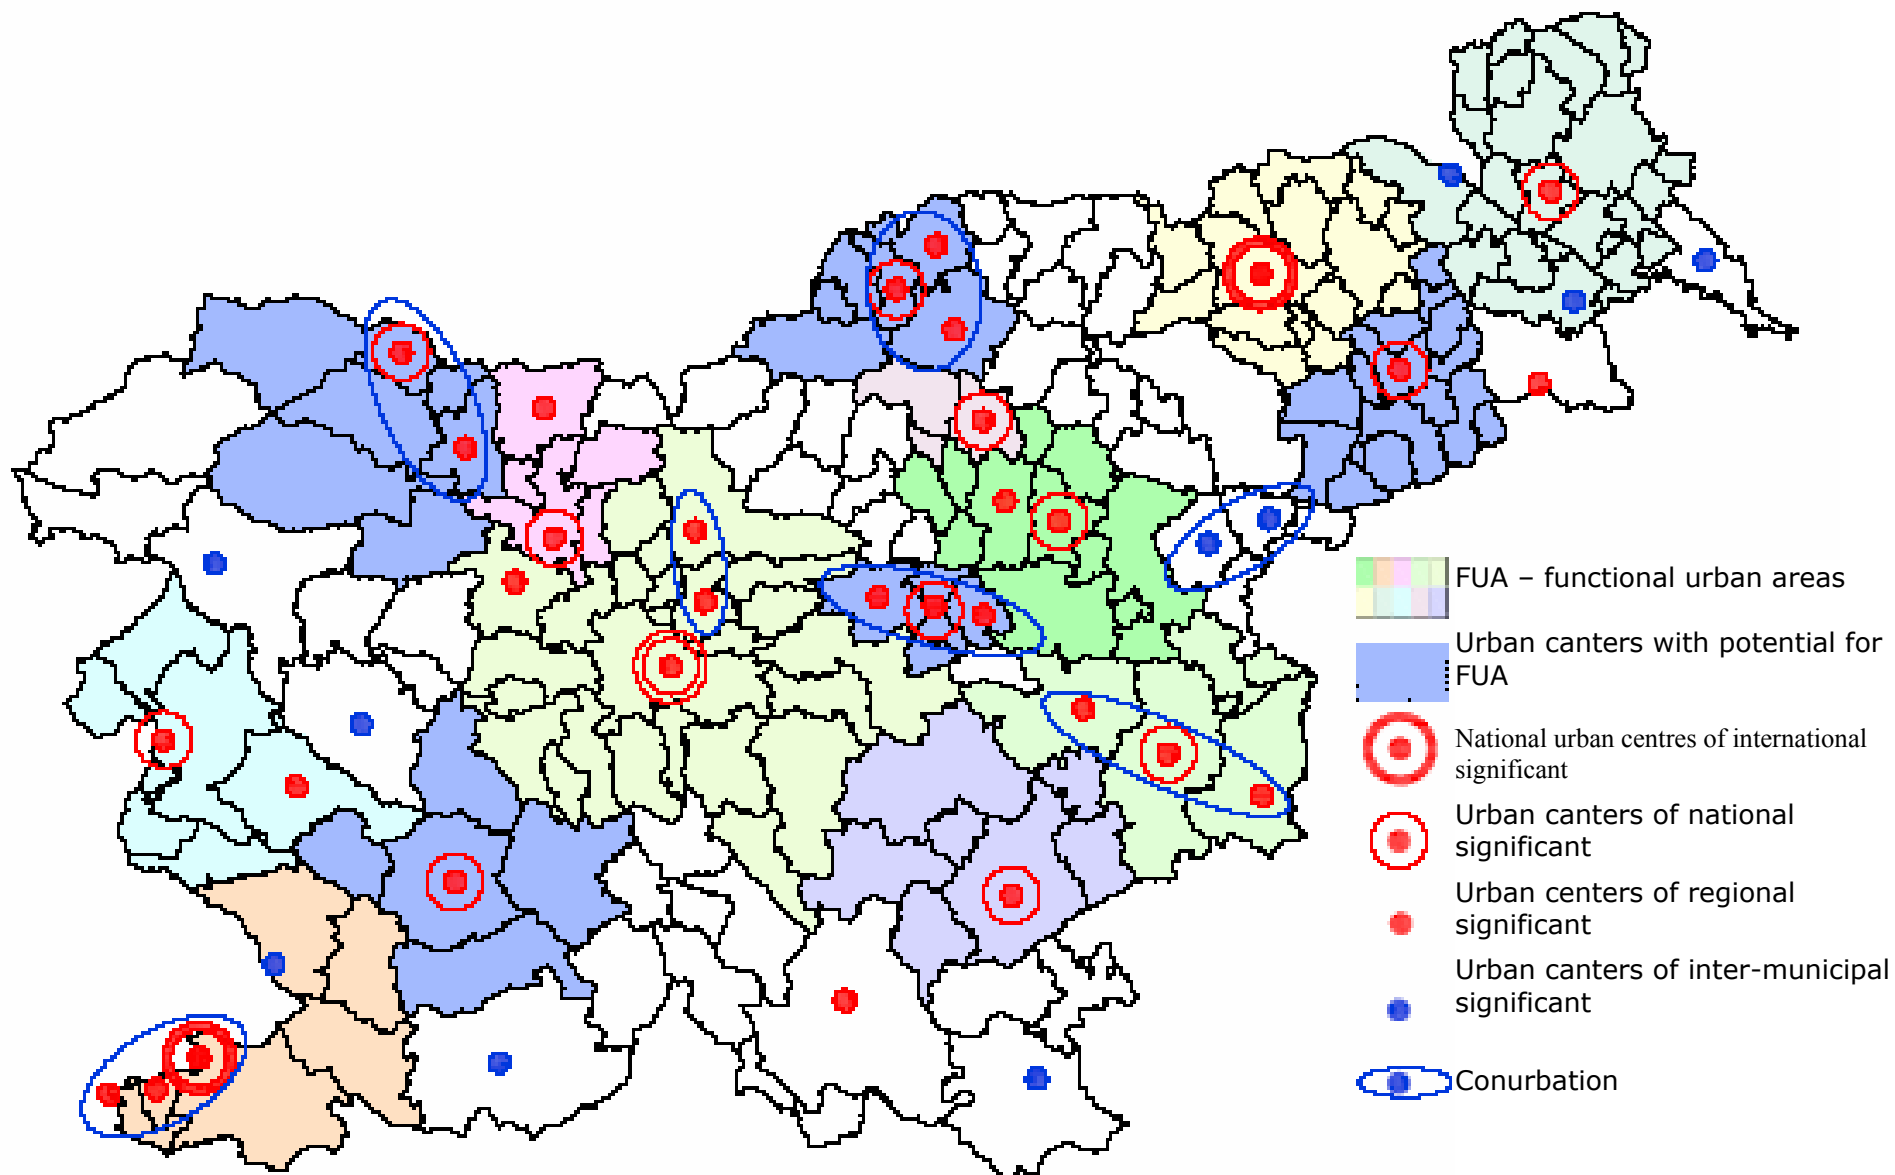 FUA – functional urban areas
Urban canters with potential for
FUA
National urban centres of international
significant
Urban canters of national
significant
Urban centers of regional
significant
Urban canters of inter-municipal
significant
Conurbation